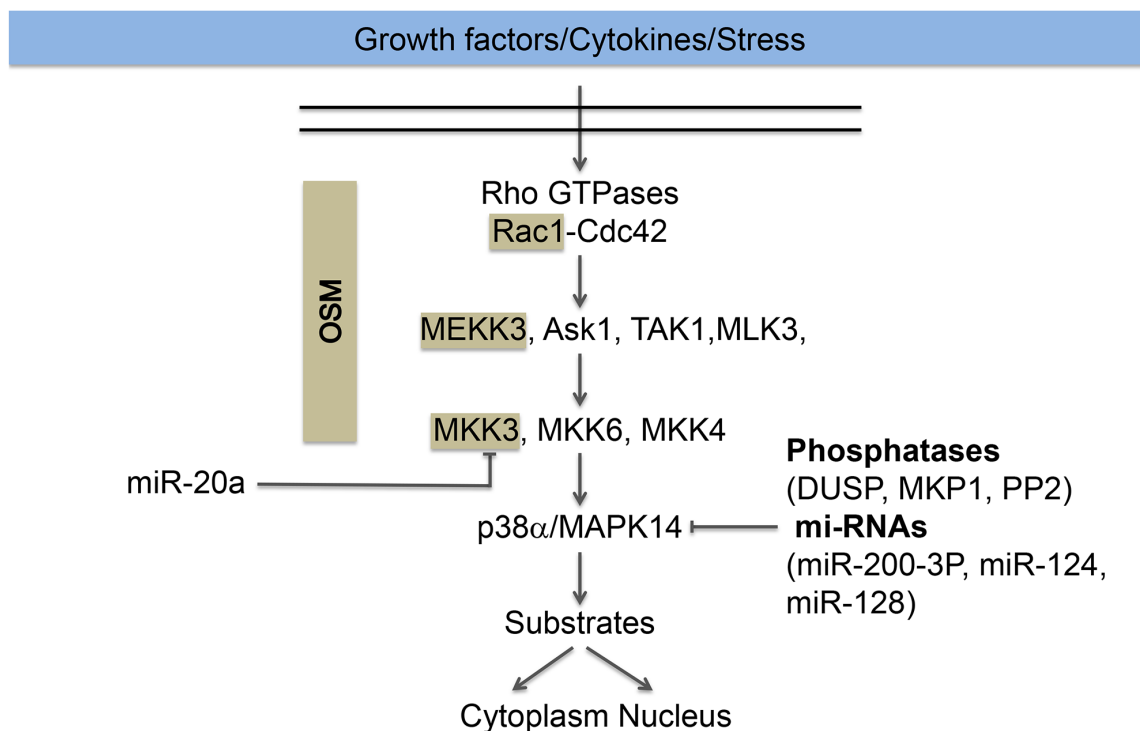 Growth factors/Cytokines/Stress
Rho GTPases
Rac1-Cdc42
OSM
MEKK3, Ask1, TAK1,MLK3,
MKK3, MKK6, MKK4
miR-20a
p38α/MAPK14
Phosphatases
(DUSP, MKP1, PP2)
mi-RNAs
(miR-200-3P, miR-124,
miR-128)
Substrates
Cytoplasm Nucleus